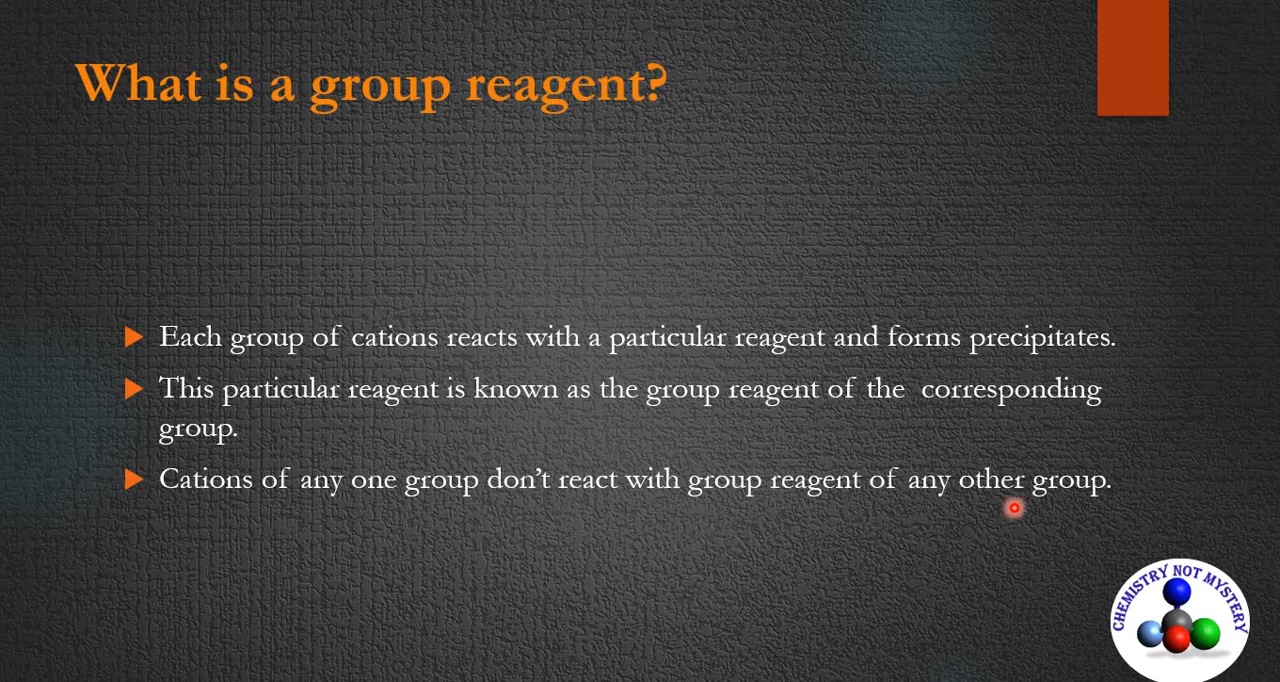 What is a group reagent?
Each group of cations reacts with a particular reagent and forms precipitates.
This particular reagent is known as the group reagent of the corresponding
group.
Cations of any one group don't react with group reagent of any other group.
CHEMISTRY NOT MYSTERY